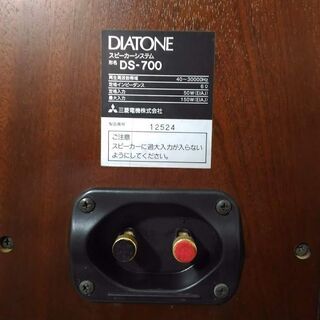 DIATONE
スピーカーシステム
形名 DS-700
再生周波数帯域 40〜30000Hz
定格インピーダンス 6Ω
定格入力 50W(EIAJ)
最大入力 150W(EIAJ)
三菱電機株式会社
製品番号 12524
ご注意
スピーカーに過大入力が入らない
ようにしてください。